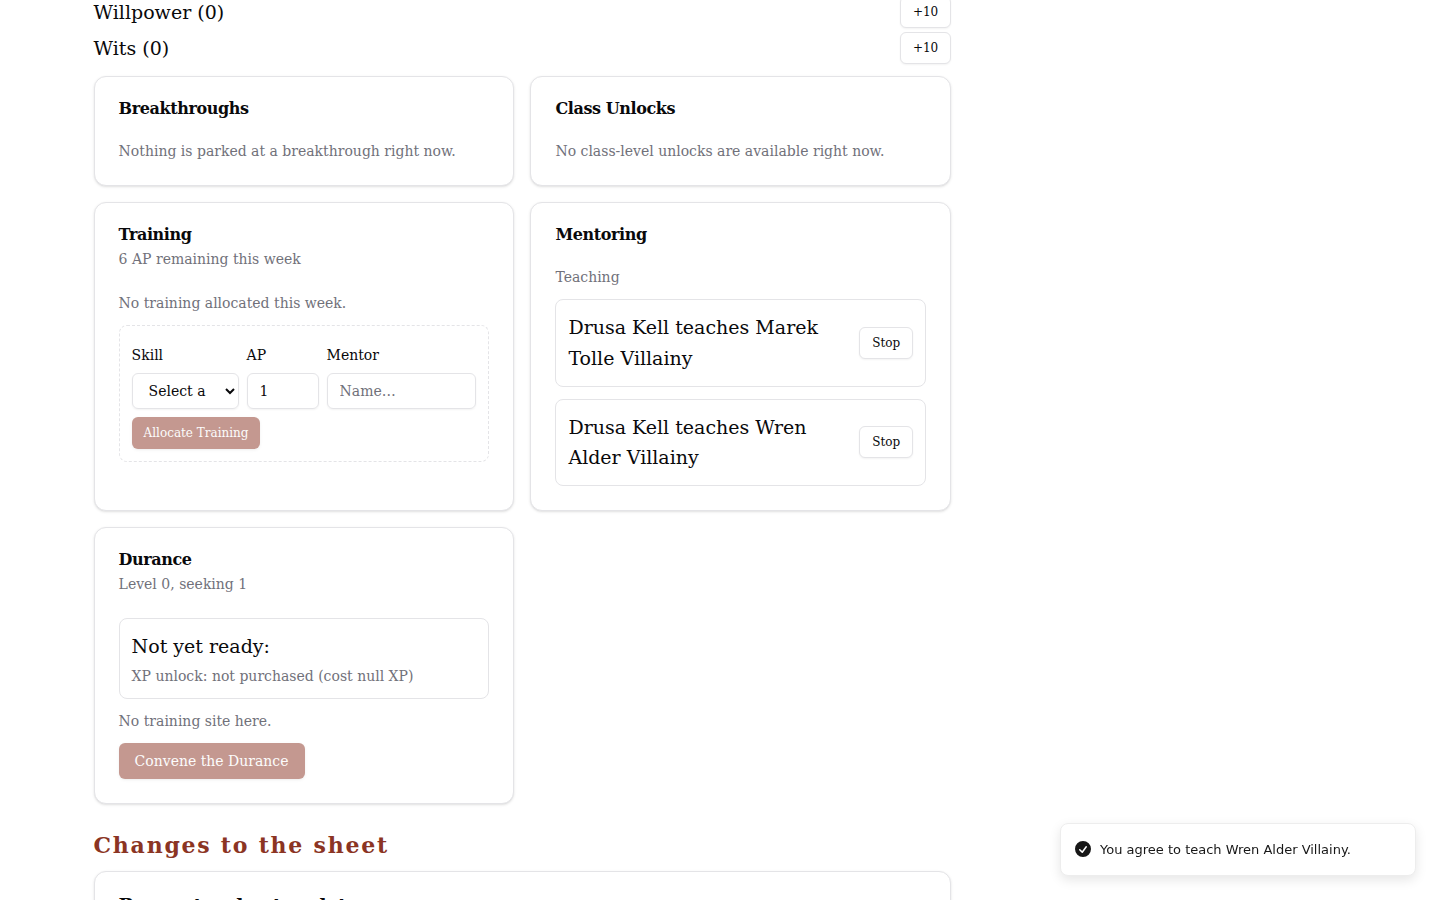 Willpower (0)
+10
Wits (0)
+10
Breakthroughs
Nothing is parked at a breakthrough right now.
Class Unlocks
No class-level unlocks are available right now.
Training
6 AP remaining this week
No training allocated this week.
Skill
AP
Mentor
Select a
1
Name...
Allocate Training
Mentoring
Teaching
Drusa Kell teaches Marek
Tolle Villainy
Stop
Drusa Kell teaches Wren
Alder Villainy
Stop
Durance
Level 0, seeking 1
Not yet ready:
XP unlock: not purchased (cost null XP)
No training site here.
Convene the Durance
Changes to the sheet
You agree to teach Wren Alder Villainy.